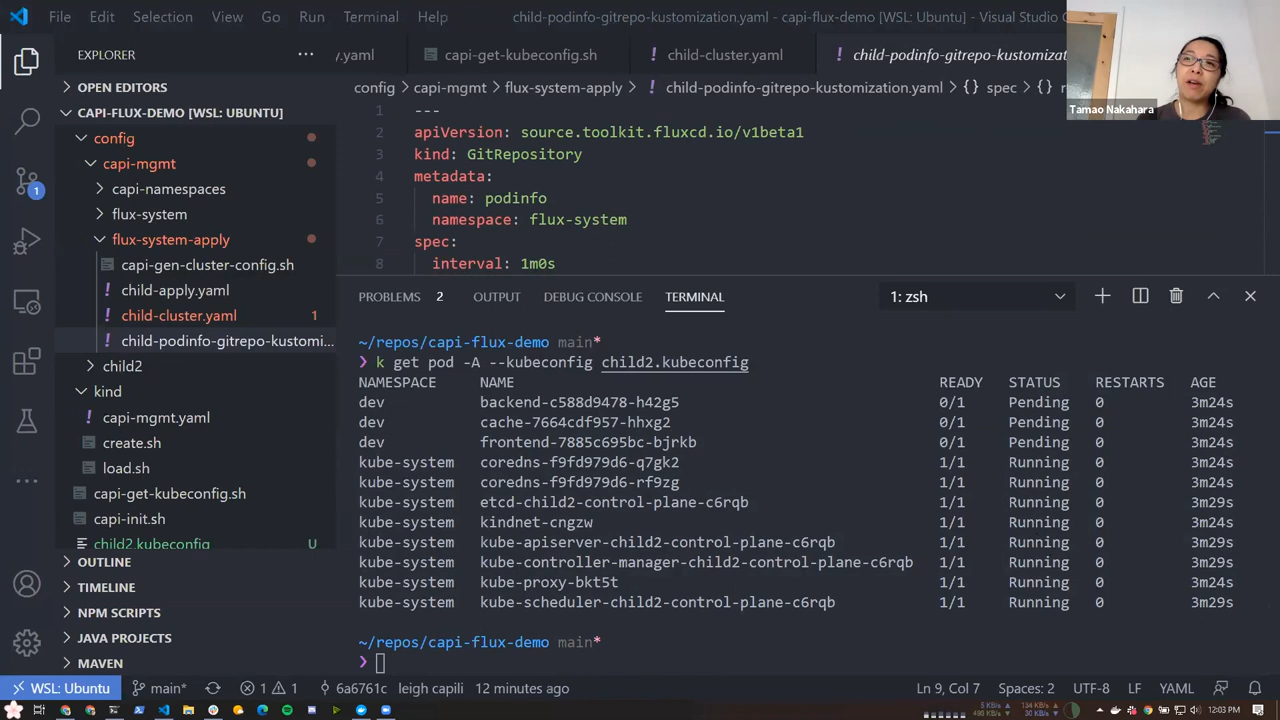 File Edit Selection View Go Run Terminal Help
child-podinfo-gitrepo-kustomization.yaml - capi-flux-demo [WSL: Ubuntu] - Visual Studio
Tamao Nakahara
EXPLORER
OPEN EDITORS
CAPI-FLUX-DEMO [WSL: UBUNTU]
config
capi-mgmt
capi-namespaces
flux-system
flux-system-apply
capi-gen-cluster-config.sh
child-apply.yaml
child-cluster.yaml 1
child-podinfo-gitrepo-kustomi...
child2
kind
capi-mgmt.yaml
create.sh
load.sh
capi-get-kubeconfig.sh
capi-init.sh
child2.kubeconfig U
OUTLINE
TIMELINE
NPM SCRIPTS
JAVA PROJECTS
MAVEN
1
y.yaml capi-get-kubeconfig.sh child-cluster.yaml child-podinfo-gitrepo-kustomizat
config > capi-mgmt > flux-system-apply > child-podinfo-gitrepo-kustomization.yaml > {} spec >
1 ---
2 apiVersion: source.toolkit.fluxcd.io/v1beta1
3 kind: GitRepository
4 metadata:
5 name: podinfo
6 namespace: flux-system
7 spec:
8 interval: 1m0s
PROBLEMS 2 OUTPUT DEBUG CONSOLE TERMINAL 1: zsh
~/repos/capi-flux-demo main*
❯ k get pod -A --kubeconfig child2.kubeconfig
NAMESPACE NAME READY STATUS RESTARTS AGE
dev backend-c588d9478-h42g5 0/1 Pending 0 3m24s
dev cache-7664cdf957-hhxg2 0/1 Pending 0 3m24s
dev frontend-7885c695bc-bjrkb 0/1 Pending 0 3m24s
kube-system coredns-f9fd979d6-q7gk2 1/1 Running 0 3m24s
kube-system coredns-f9fd979d6-rf9zg 1/1 Running 0 3m24s
kube-system etcd-child2-control-plane-c6rqb 1/1 Running 0 3m29s
kube-system kindnet-cngzw 1/1 Running 0 3m24s
kube-system kube-apiserver-child2-control-plane-c6rqb 1/1 Running 0 3m29s
kube-system kube-controller-manager-child2-control-plane-c6rqb 1/1 Running 0 3m29s
kube-system kube-proxy-bkt5t 1/1 Running 0 3m24s
kube-system kube-scheduler-child2-control-plane-c6rqb 1/1 Running 0 3m29s
~/repos/capi-flux-demo main*
❯
WSL: Ubuntu main* 1 1 6a6761c leigh capili 12 minutes ago Ln 9, Col 7 Spaces: 2 UTF-8 LF YAML
12:03 PM